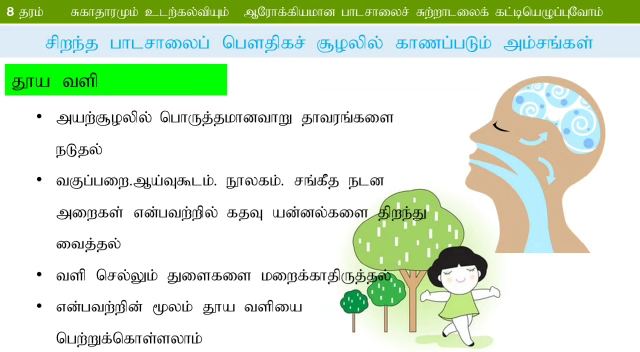 8 தரம் சுகாதாரமும் உடற்கல்வியும் ஆரோக்கியமான பாடசாலைச் சுற்றாடலைக் கட்டியெழுப்புவோம்
சிறந்த பாடசாலைப் பௌதிகச் சூழலில் காணப்படும் அம்சங்கள்
தூய வளி
• அயற்சூழலில் பொருத்தமானவாறு தாவரங்களை
நடுதல்
• வகுப்பறை.ஆய்வுகூடம். நூலகம். சங்கீத நடன
அறைகள் என்பவற்றில் கதவு யன்னல்களை திறந்து
வைத்தல்
• வளி செல்லும் துளைகளை மறைக்காதிருத்தல்
• என்பவற்றின் மூலம் தூய வளியை
பெற்றுக்கொள்ளலாம்